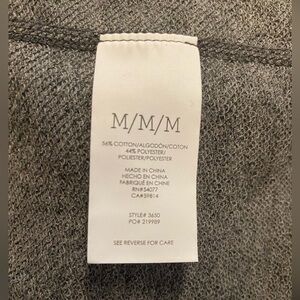 M/M/M
56% COTTON/ALGODÓN/COTON
44% POLYESTER/
POLIESTER/POLYESTER
MADE IN CHINA
HECHO EN CHINA
FABRIQUÉ EN CHINE
RN#54077
CA#59814
STYLE# 3650
PO# 219989
SEE REVERSE FOR CARE